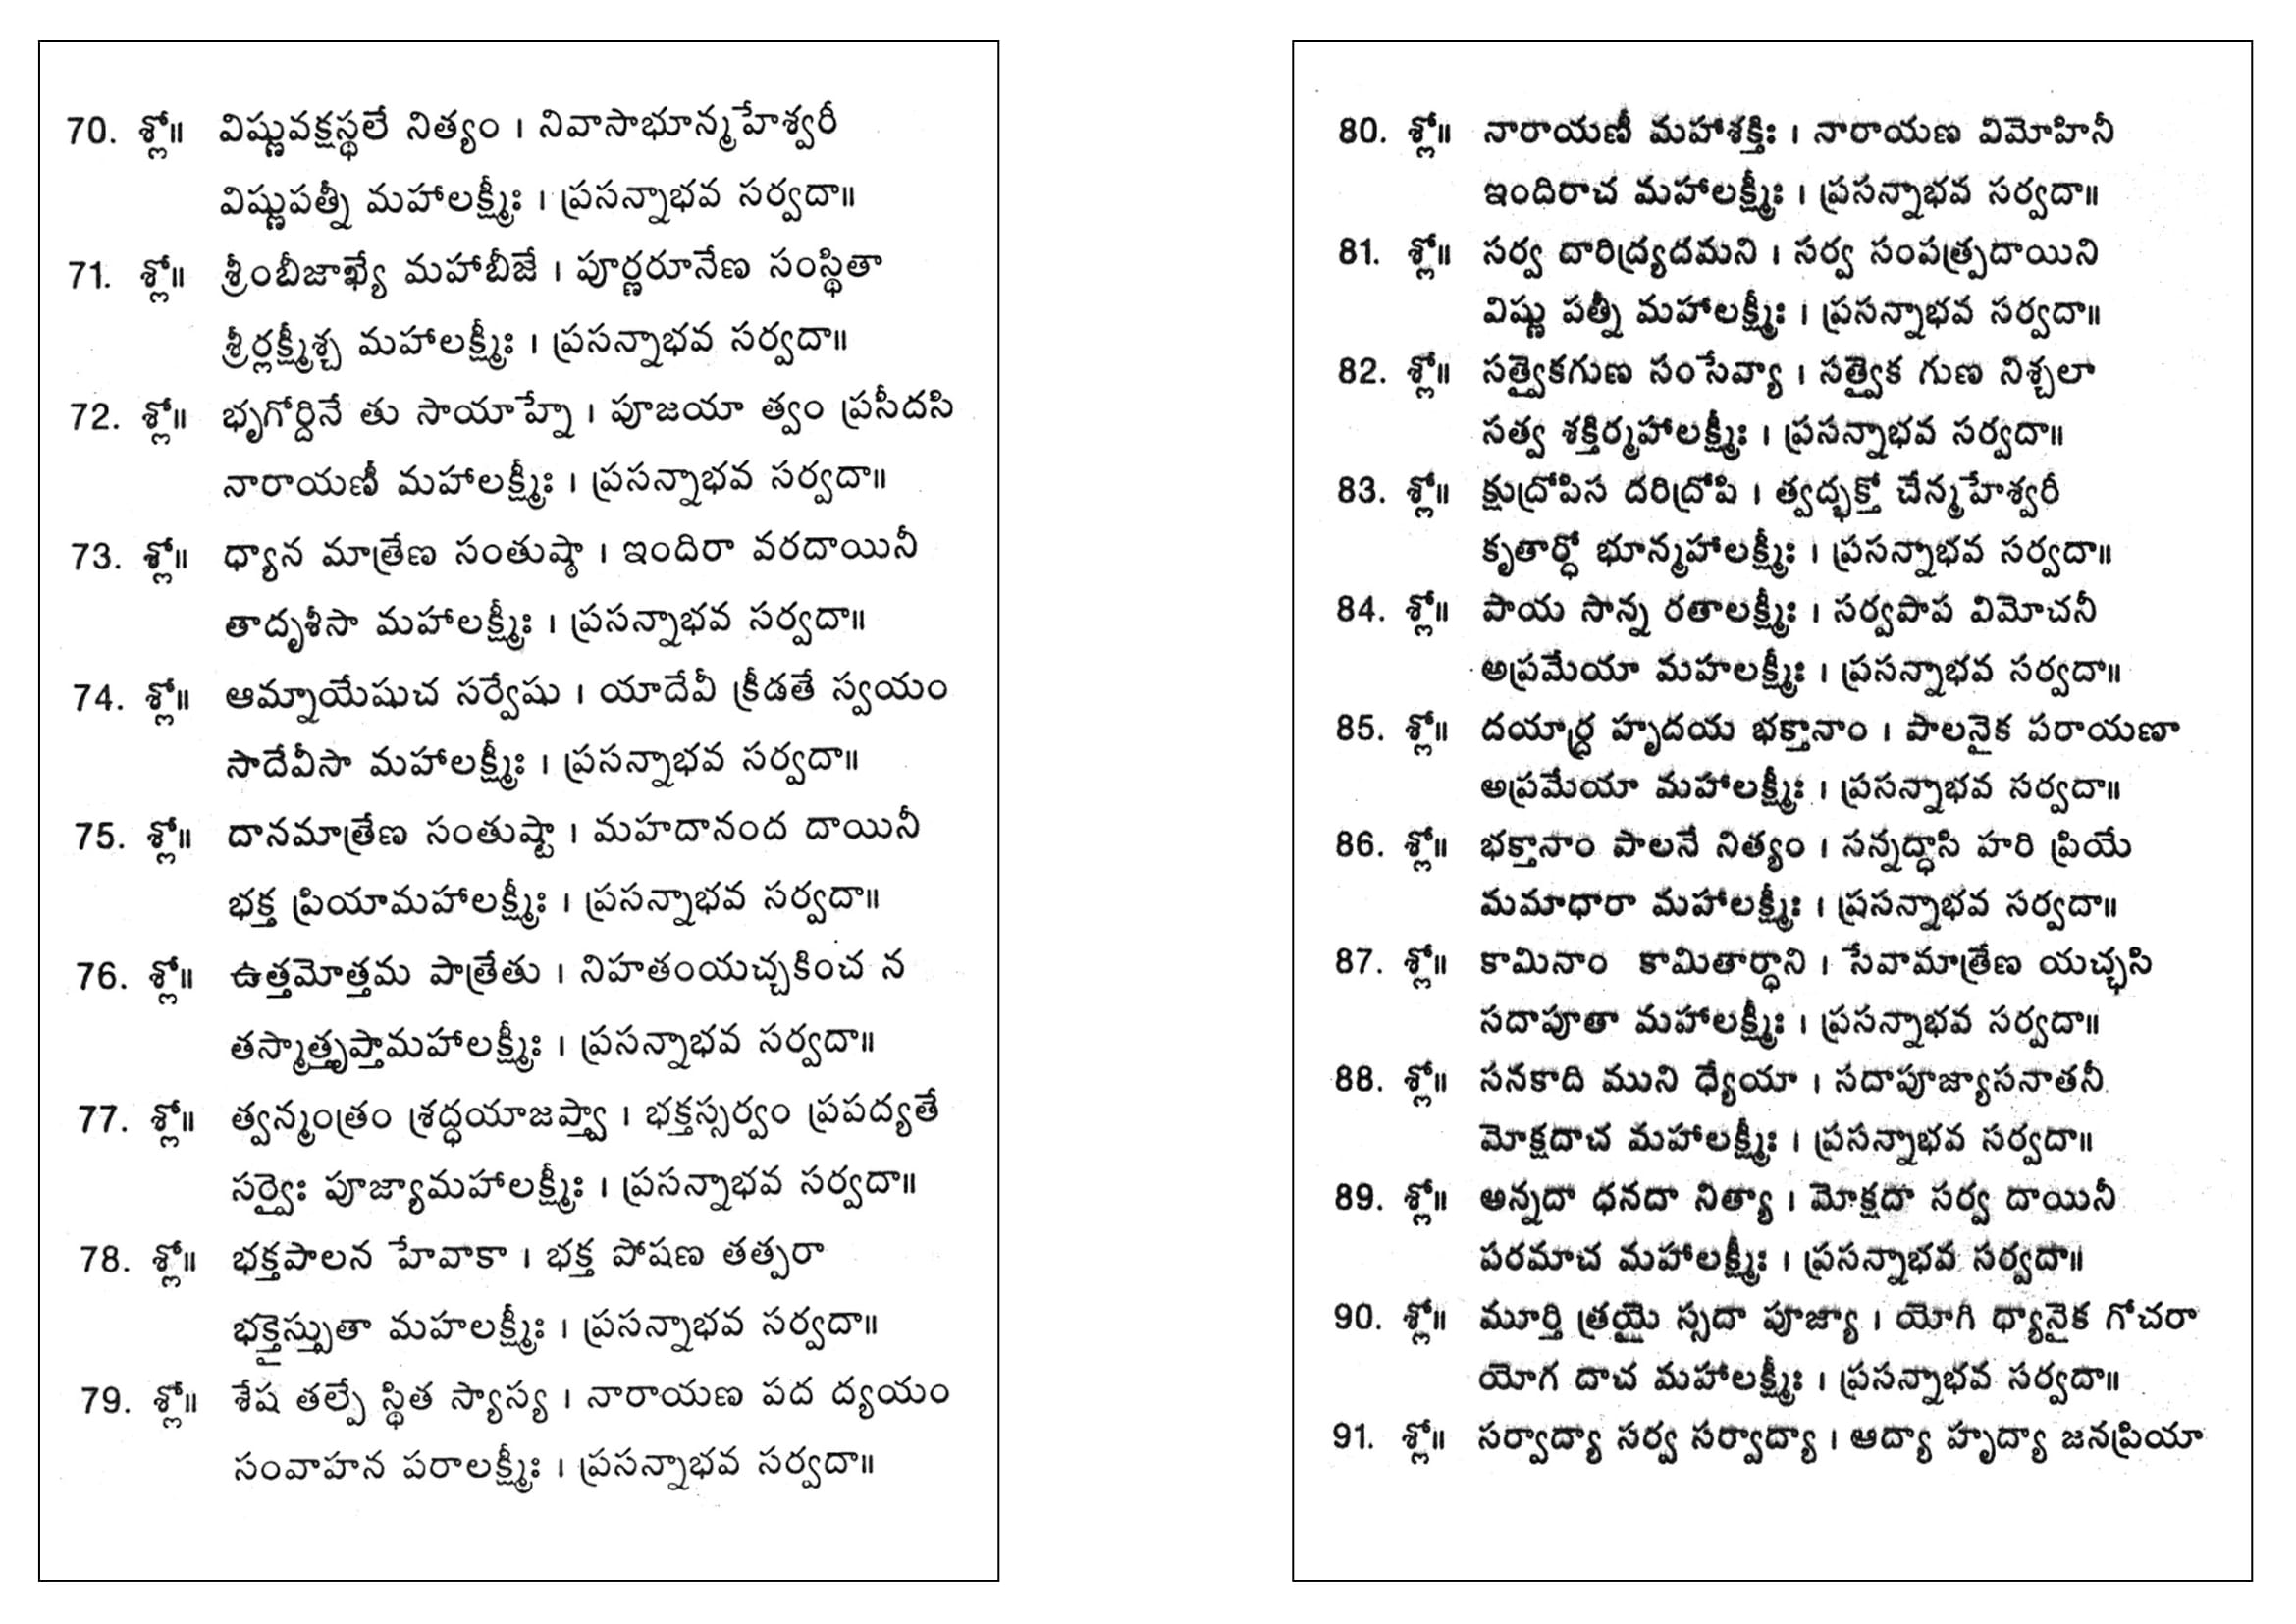 70. శ్లో॥ విష్ణువక్షస్థలే నిత్యం । నివాసాభూన్మహేశ్వరీ
విష్ణుపత్నీ మహాలక్ష్మీః । ప్రసన్నాభవ సర్వదా॥
71. శ్లో॥ శ్రీంబీజాఖ్యే మహాబీజే । పూర్ణరూనేణ సంస్థితా
శ్రీర్లక్ష్మీశ్చ మహాలక్ష్మీః । ప్రసన్నాభవ సర్వదా॥
72. శ్లో॥ భృగోర్దినే తు సాయాహ్నే । పూజయా త్వం ప్రసీదసి
నారాయణీ మహాలక్ష్మీః । ప్రసన్నాభవ సర్వదా॥
73. శ్లో॥ ధ్యాన మాత్రేణ సంతుష్ఠా । ఇందిరా వరదాయినీ
తాదృశీసా మహాలక్ష్మీః । ప్రసన్నాభవ సర్వదా॥
74. శ్లో॥ ఆమ్నాయేషుచ సర్వేషు । యాదేవీ క్రీడతే స్వయం
సాదేవీసా మహాలక్ష్మీః । ప్రసన్నాభవ సర్వదా॥
75. శ్లో॥ దానమాత్రేణ సంతుష్టా । మహదానంద దాయినీ
భక్త ప్రియామహాలక్ష్మీః । ప్రసన్నాభవ సర్వదా॥
76. శ్లో॥ ఉత్తమోత్తమ పాత్రేతు । నిహతంయచ్చకించ న
తస్మాత్తృప్తామహాలక్ష్మీః । ప్రసన్నాభవ సర్వదా॥
77. శ్లో॥ త్వన్మంత్రం శ్రద్ధయాజప్త్వా । భక్తస్సర్వం ప్రపద్యతే
సర్వైః పూజ్యామహాలక్ష్మీః । ప్రసన్నాభవ సర్వదా॥
78. శ్లో॥ భక్తపాలన హేవాకా । భక్త పోషణ తత్పరా
భక్తైస్త్పుతా మహలక్ష్మీః । ప్రసన్నాభవ సర్వదా॥
79. శ్లో॥ శేష తల్పే స్థిత స్యాస్య । నారాయణ పద ద్యయం
సంవాహన పరాలక్ష్మీః । ప్రసన్నాభవ సర్వదా॥
80. శ్లో॥ నారాయణీ మహాశక్తిః । నారాయణ విమోహినీ
ఇందిరాచ మహాలక్ష్మీః । ప్రసన్నాభవ సర్వదా॥
81. శ్లో॥ సర్వ దారిద్ర్యదమని । సర్వ సంపత్ప్రదాయిని
విష్ణు పత్నీ మహాలక్ష్మీః । ప్రసన్నాభవ సర్వదా॥
82. శ్లో॥ సత్వైకగుణ సంసేవ్యా । సత్వైక గుణ నిశ్చలా
సత్వ శక్తిర్మహాలక్ష్మీః । ప్రసన్నాభవ సర్వదా॥
83. శ్లో॥ క్షుద్రోపిస దరిద్రోపి । త్వద్భక్తో చేన్మహేశ్వరీ
కృతార్ధో భూన్మహాలక్ష్మీః । ప్రసన్నాభవ సర్వదా॥
84. శ్లో॥ పాయ సాన్న రతాలక్ష్మీః । సర్వపాప విమోచనీ
అప్రమేయా మహలక్ష్మీః । ప్రసన్నాభవ సర్వదా॥
85. శ్లో॥ దయార్ద్ర హృదయ భక్తానాం । పాలనైక పరాయణా
అప్రమేయా మహాలక్ష్మీః । ప్రసన్నాభవ సర్వదా॥
86. శ్లో॥ భక్తానాం పాలనే నిత్యం । సన్నద్ధాసి హరి ప్రియే
మమాధారా మహాలక్ష్మీః । ప్రసన్నాభవ సర్వదా॥
87. శ్లో॥ కామినాం కామితార్ధాని । సేవామాత్రేణ యచ్ఛసి
సదాపూతా మహాలక్ష్మీః । ప్రసన్నాభవ సర్వదా॥
88. శ్లో॥ సనకాది ముని ధ్యేయా । సదాపూజ్యాసనాతనీ
మోక్షదాచ మహాలక్ష్మీః । ప్రసన్నాభవ సర్వదా॥
89. శ్లో॥ అన్నదా ధనదా నిత్యా । మోక్షదా సర్వ దాయినీ
పరమాచ మహాలక్ష్మీః । ప్రసన్నాభవ సర్వదా॥
90. శ్లో॥ మూర్తి త్రయై స్సదా పూజ్యా । యోగి ధ్యానైక గోచరా
యోగ దాచ మహాలక్ష్మీః । ప్రసన్నాభవ సర్వదా॥
91. శ్లో॥ సర్వాద్యా సర్వ సర్వాద్యా । ఆద్యా హృద్యా జనప్రియా